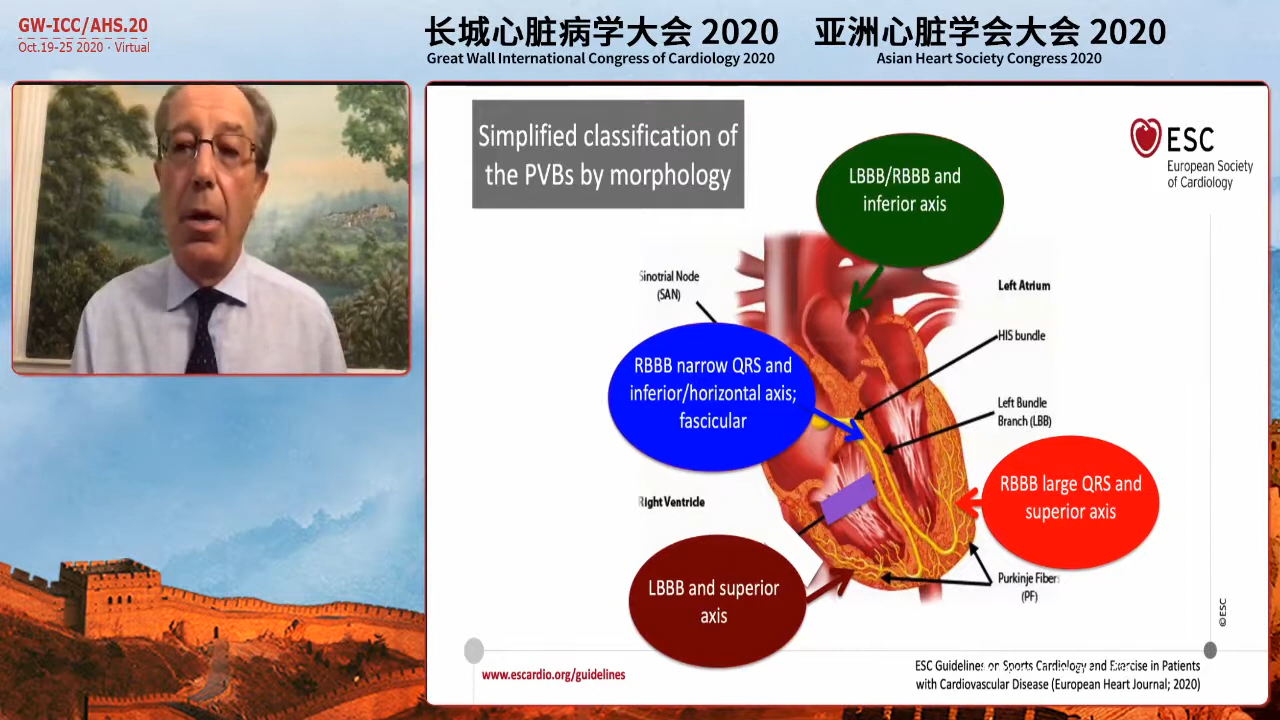 GW-ICC/AHS.20
Oct.19-25 2020 · Virtual
长城心脏病学大会 2020
Great Wall International Congress of Cardiology 2020
亚洲心脏学会大会 2020
Asian Heart Society Congress 2020
Simplified classification of
the PVBs by morphology
ESC
European Society
of Cardiology
LBBB/RBBB and
inferior axis
Sinotrial Node
(SAN)
Left Atrium
HIS bundle
RBBB narrow QRS and
inferior/horizontal axis;
fascicular
Left Bundle
Branch (LBB)
RBBB large QRS and
superior axis
Right Ventricle
LBBB and superior
axis
Purkinje Fibers
(PF)
©ESC
www.escardio.org/guidelines
ESC Guidelines on Sports Cardiology and Exercise in Patients
with Cardiovascular Disease (European Heart Journal; 2020)